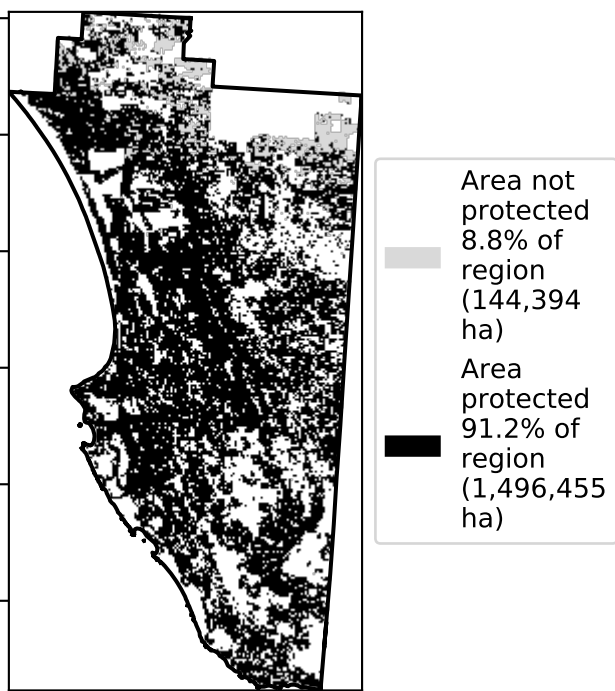 Area not
protected
8.8% of
region
(144,394
ha)
Area
protected
91.2% of
region
(1,496,455
ha)